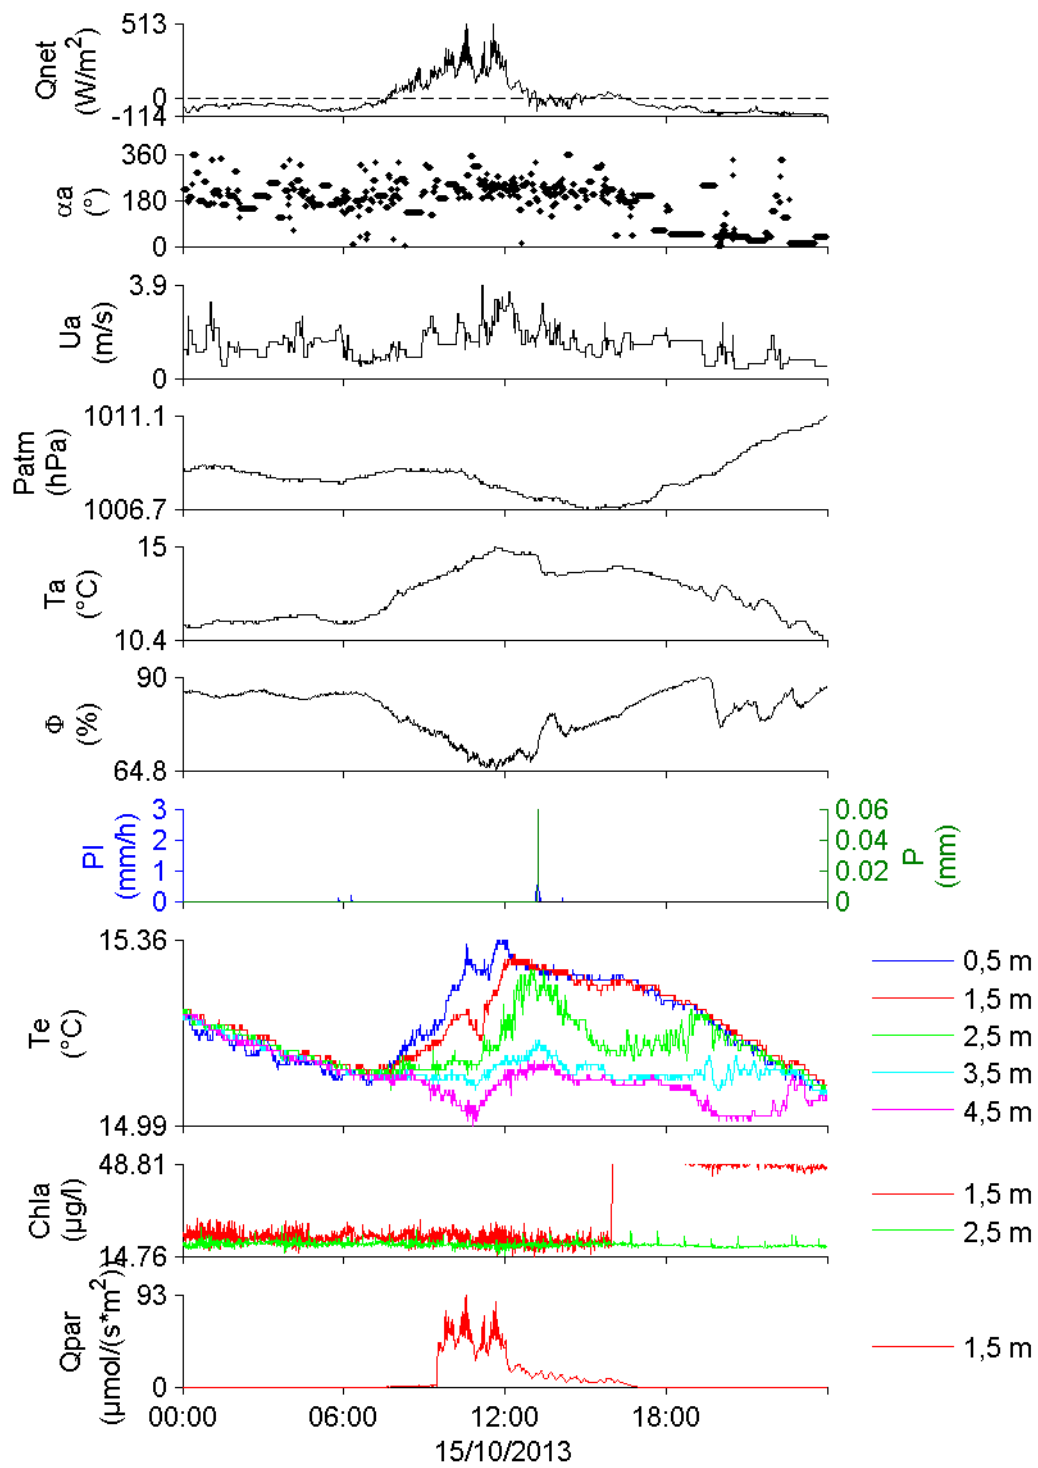 Qnet
(W/m²)
513
0
-114
αa
(°)
360
180
0
Ua
(m/s)
3.9
0
Patm
(hPa)
1011.1
1006.7
Ta
(°C)
15
10.4
Φ
(%)
90
64.8
PI
(mm/h)
3
2
1
0
0.06
0.04
0.02
0
P
(mm)
Te
(°C)
15.36
14.99
0,5 m
1,5 m
2,5 m
3,5 m
4,5 m
Chla
(µg/l)
48.81
14.76
1,5 m
2,5 m
Qpar
(µmol/(s*m²))
93
0
1,5 m
00:00 06:00 12:00 18:00
15/10/2013